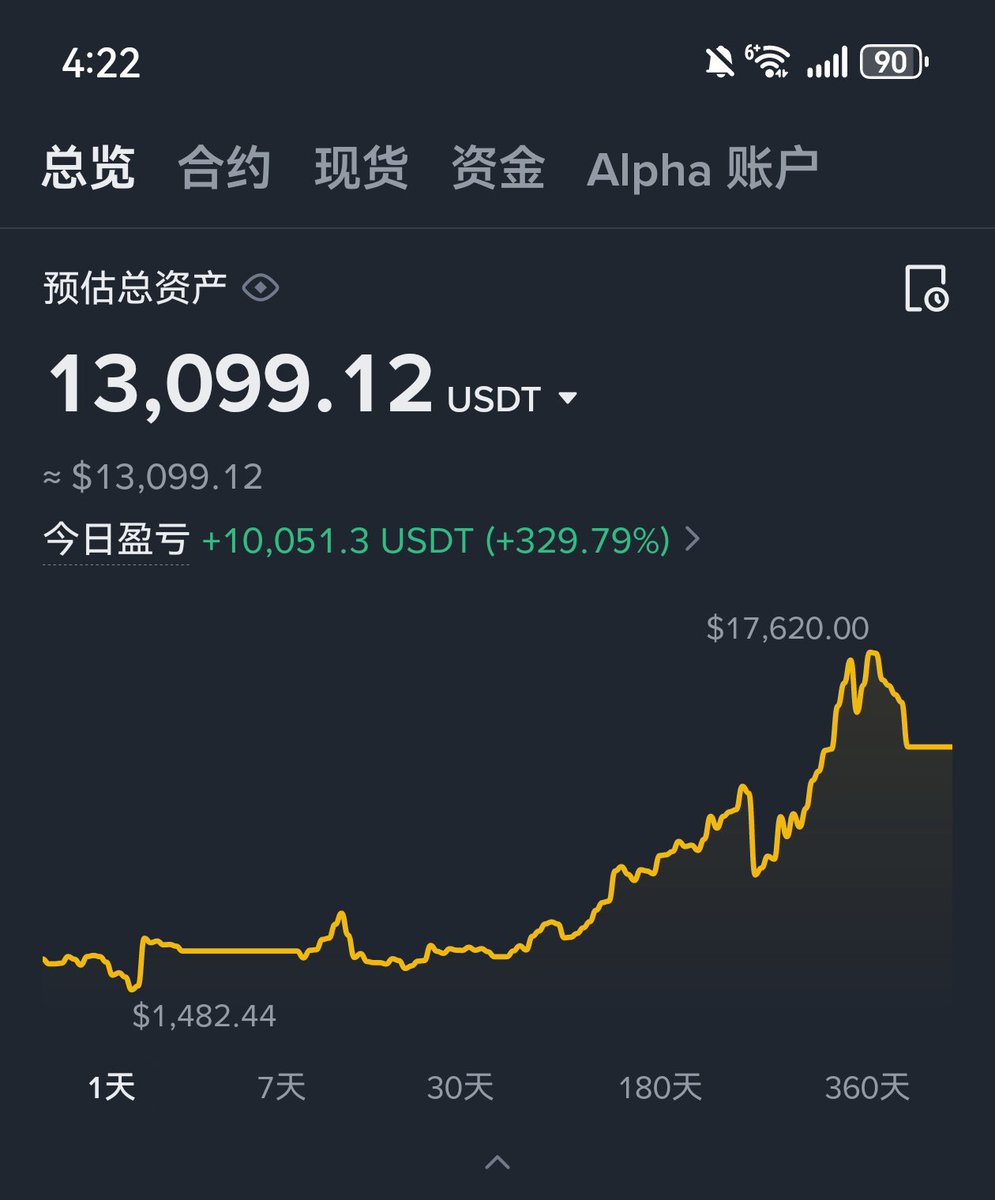 4:22 6+ 90
总览 合约 现货 资金 Alpha 账户
预估总资产
13,099.12 USDT
≈ $13,099.12
今日盈亏 +10,051.3 USDT (+329.79%)
$17,620.00
$1,482.44
1天 7天 30天 180天 360天